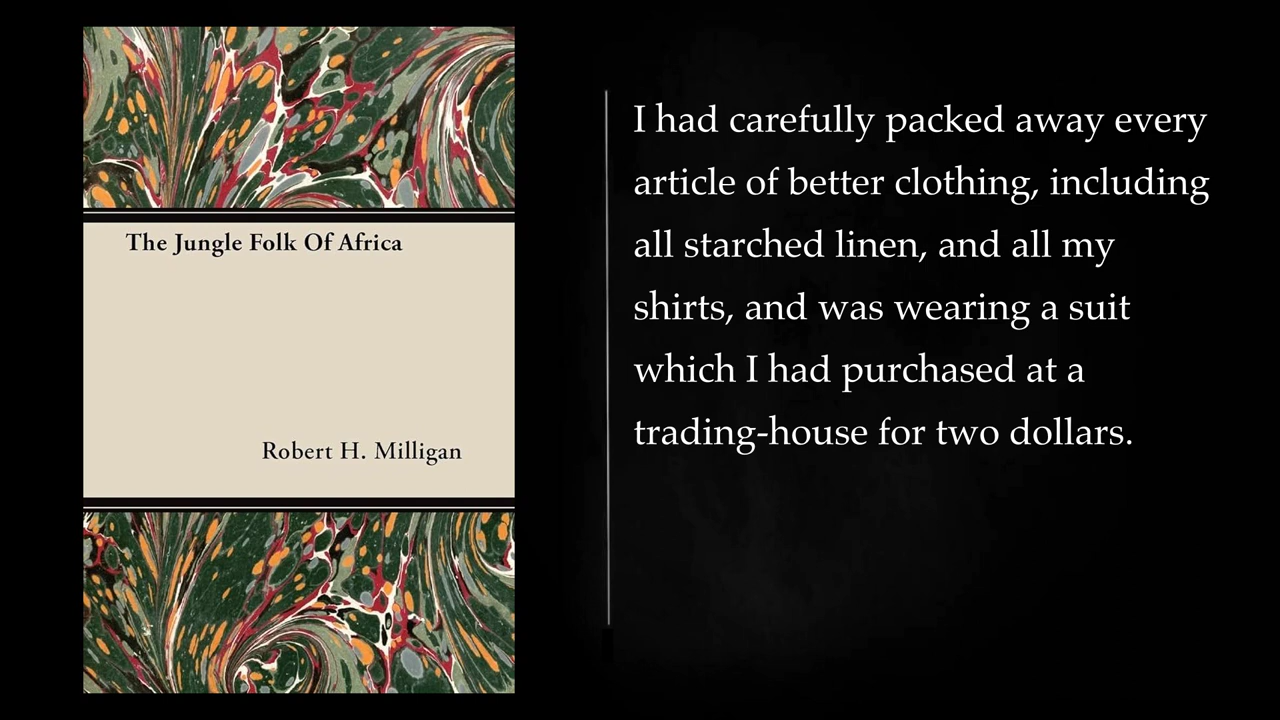 The Jungle Folk Of Africa
Robert H. Milligan
I had carefully packed away every
article of better clothing, including
all starched linen, and all my
shirts, and was wearing a suit
which I had purchased at a
trading-house for two dollars.